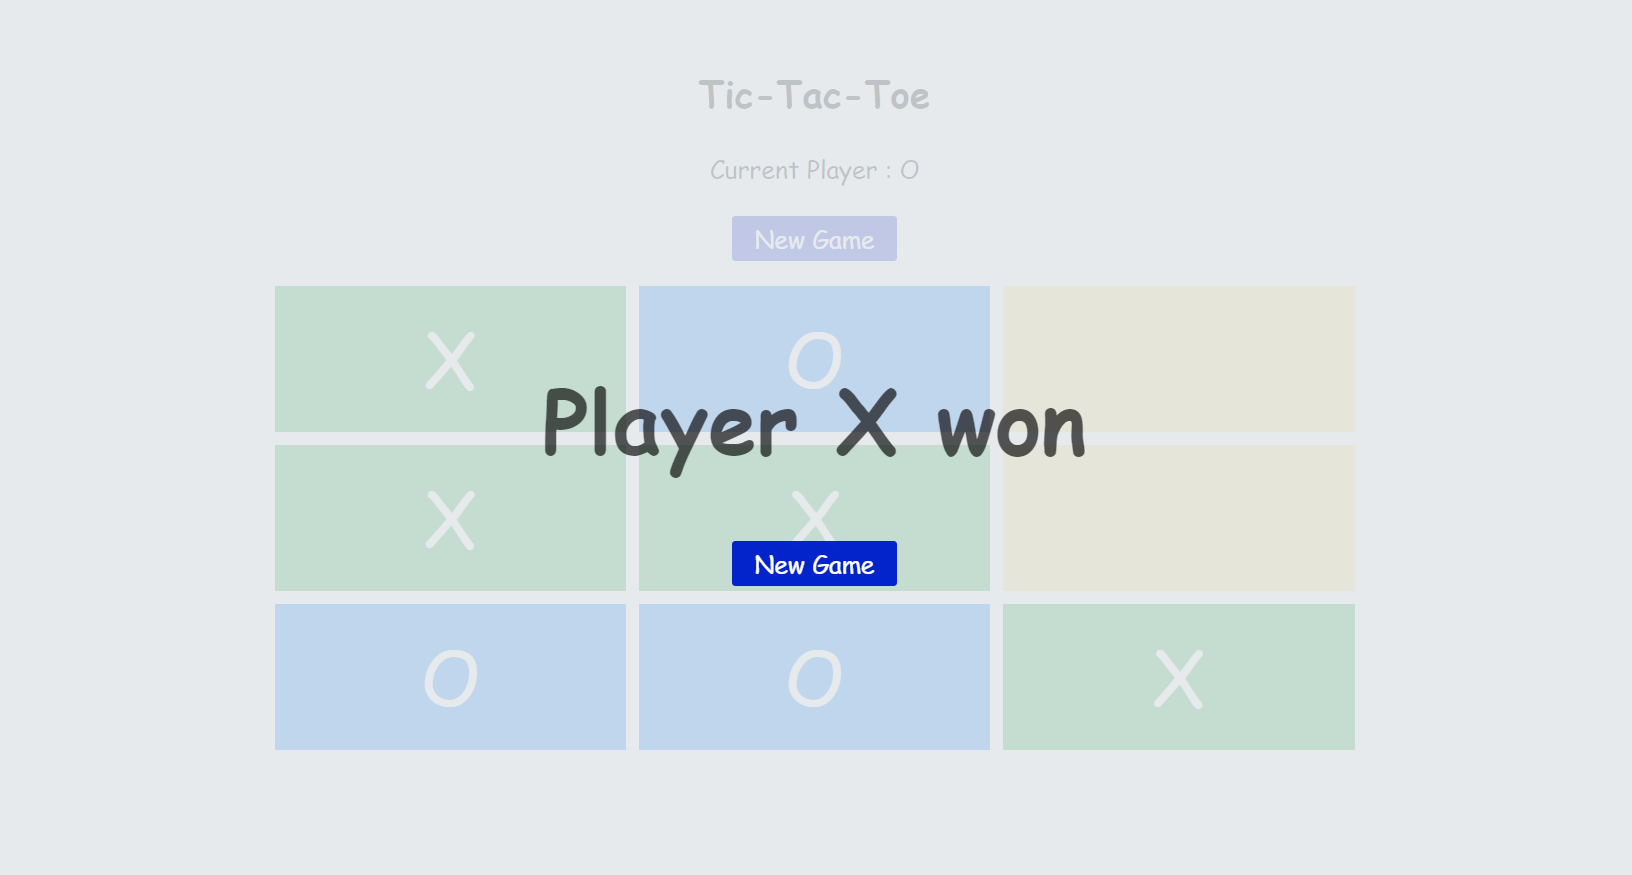 Tic-Tac-Toe
Current Player : O
New Game
X O
Player X won
X X
New Game
O O X